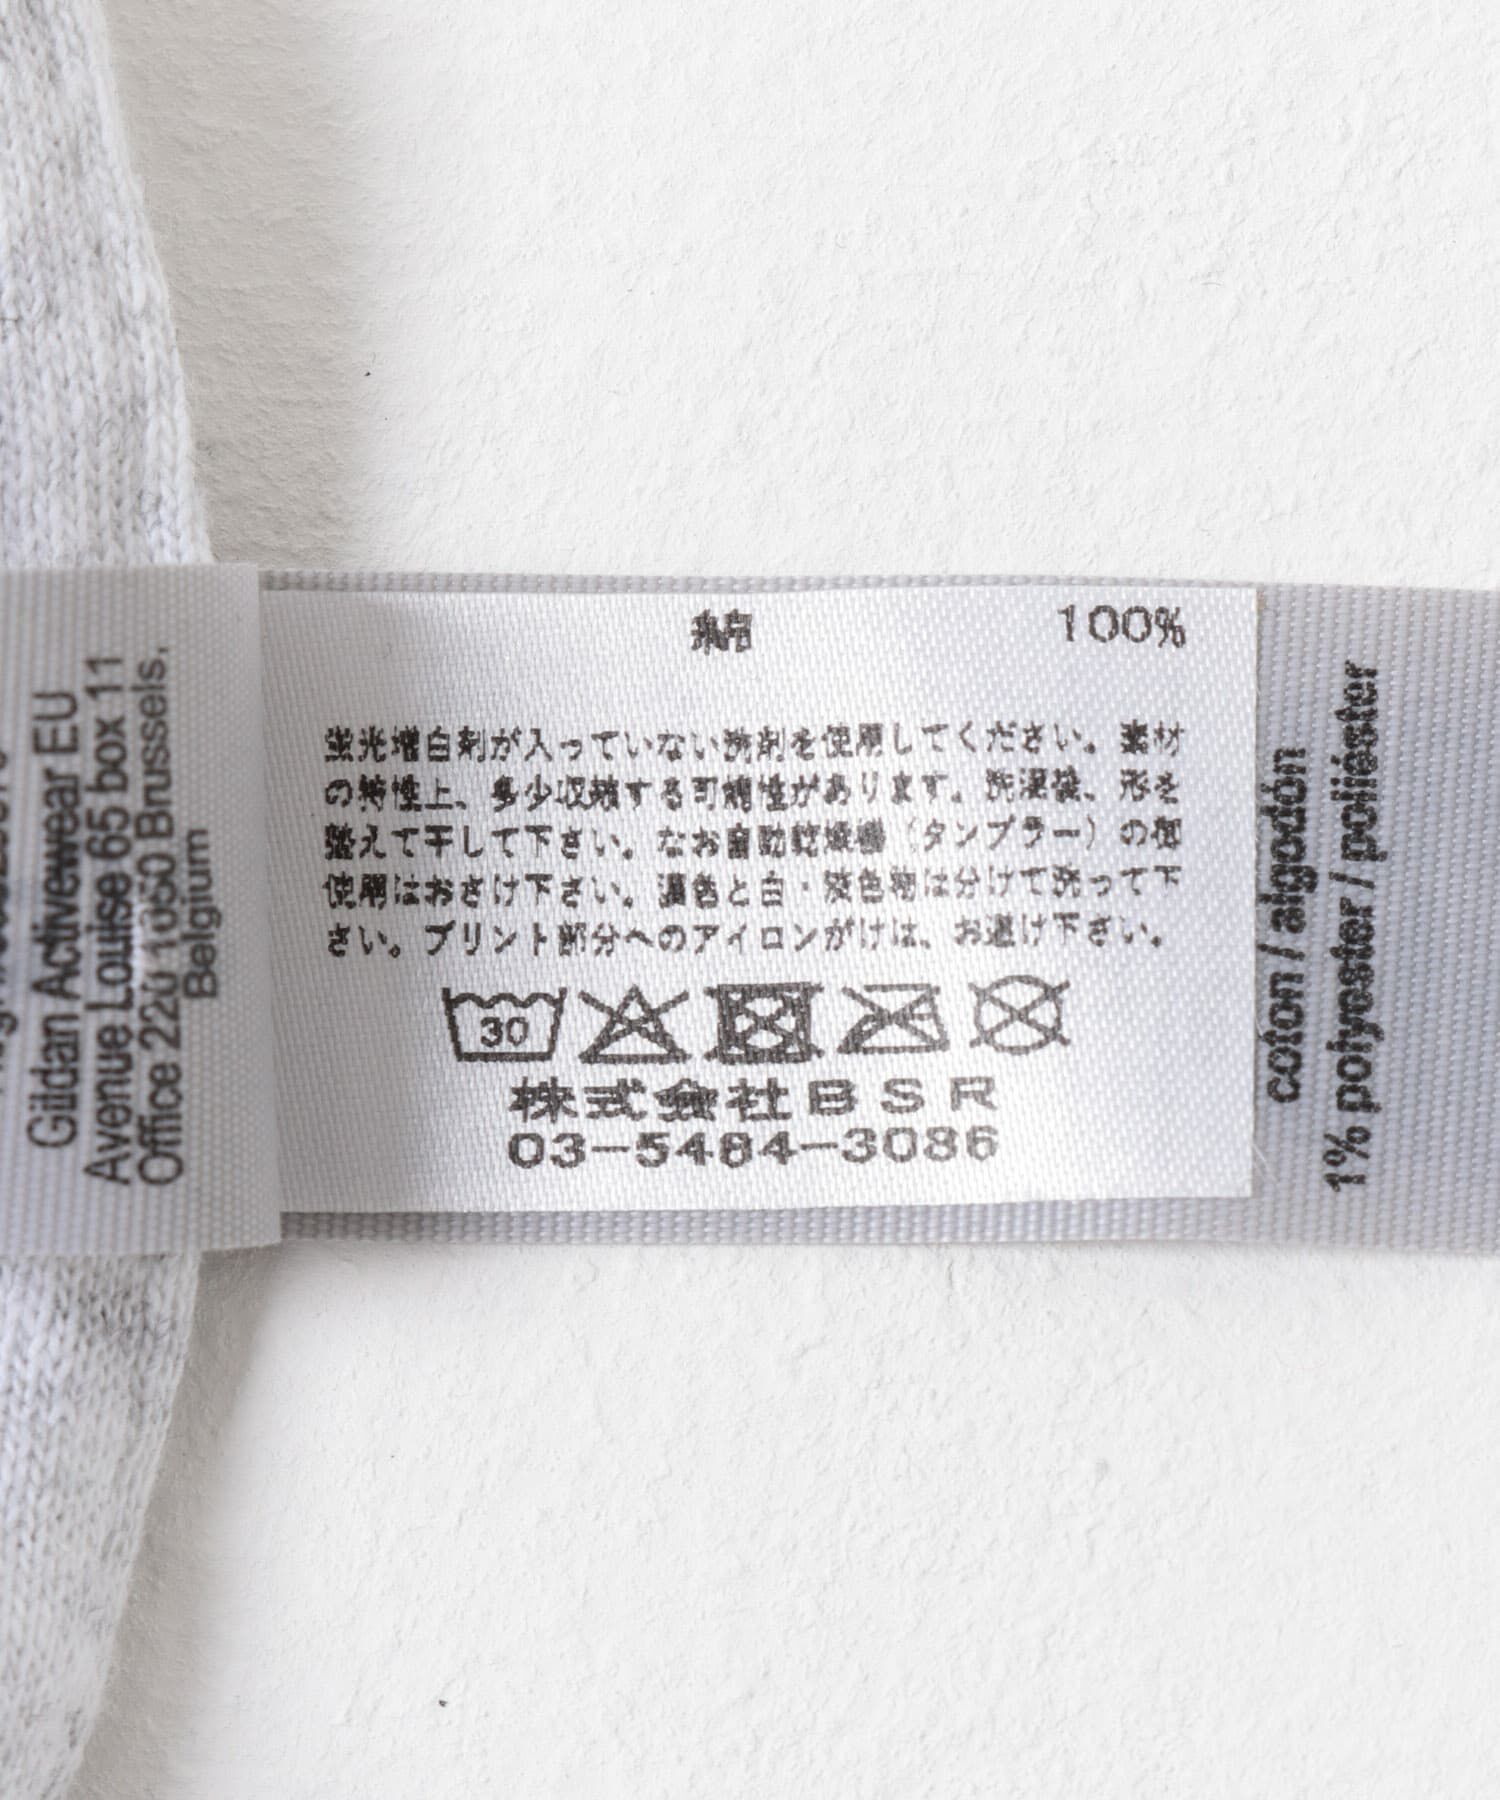 Gildan Activewear EU
Avenue Louise 65 box 11
Office 220 1050 Brussels,
Belgium
綿 100%
蛍光増白剤が入っていない洗剤を使用してください。素材
の特性上、多少収縮する可能性があります。洗濯後、形を
整えて干して下さい。なお自動乾燥機(タンブラー)の御
使用はおさけ下さい。濃色と白・淡色物は分けて洗って下
さい。プリント部分へのアイロンがけは、お避け下さい。
30
株式会社BSR
03-5484-3086
coton / algodón
1% polyester / poliéster